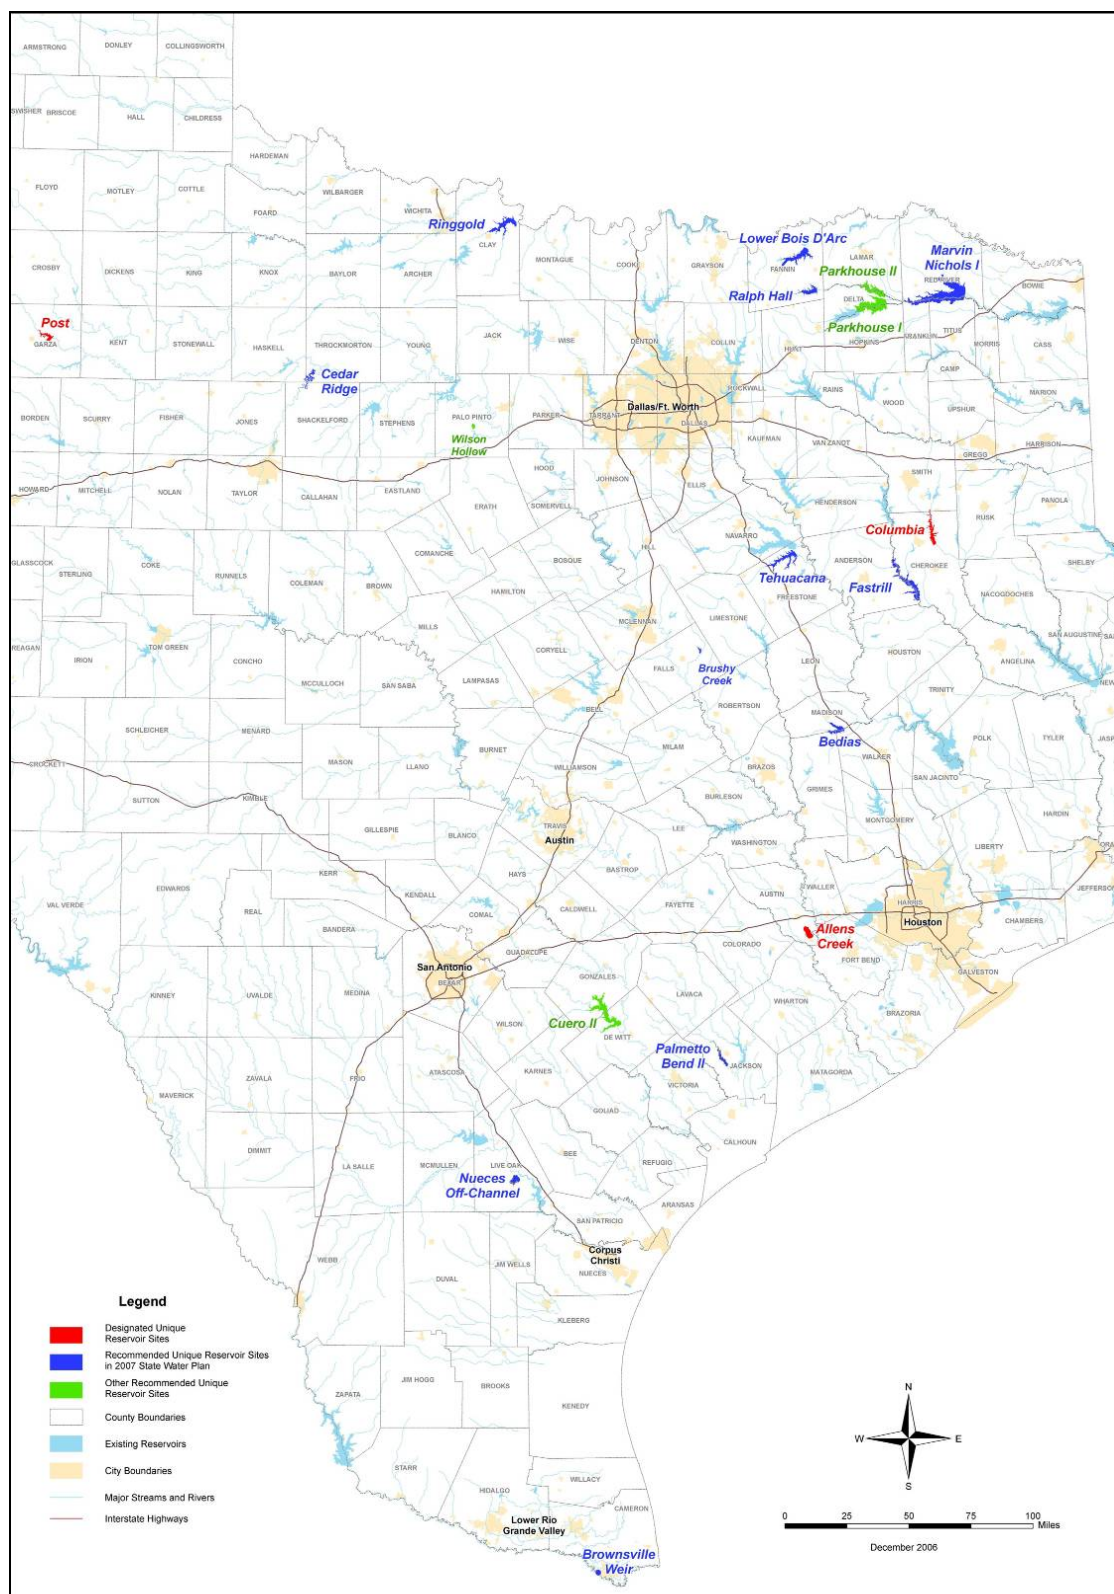 ARMSTRONG
DONLEY
COLLINGSWORTH
SWISHER
BRISCOE
HALL
CHILDRESS
HARDEMAN
FLOYD
MOTLEY
COTTLE
FOARD
WILBARGER
WICHITA
Ringgold
CLAY
MONTAGUE
COOK
GRAYSON
Lower Bois D'Arc
FANNIN
LAMAR
Parkhouse II
Marvin
Nichols I
RED RIVER
BOWIE
CROSBY
DICKENS
KING
KNOX
BAYLOR
ARCHER
Ralph Hall
DELTA
Parkhouse I
TITUS
FRANKLIN
HOPKINS
MORRIS
CASS
Post
GARZA
KENT
STONEWALL
HASKELL
THROCKMORTON
YOUNG
JACK
WISE
DENTON
COLLIN
HUNT
CAMP
Cedar
Ridge
ROCKWALL
RAINS
WOOD
UPSHUR
MARION
BORDEN
SCURRY
FISHER
JONES
SHACKELFORD
STEPHENS
PALO PINTO
PARKER
TARRANT
Dallas/Ft. Worth
DALLAS
KAUFMAN
VAN ZANDT
HARRISON
GREGG
Wilson
Hollow
HOWARD
MITCHELL
NOLAN
TAYLOR
CALLAHAN
EASTLAND
HOOD
JOHNSON
ELLIS
SMITH
HENDERSON
ERATH
SOMERVELL
RUSK
PANOLA
GLASSCOCK
STERLING
COKE
RUNNELS
COLEMAN
BROWN
COMANCHE
BOSQUE
HILL
NAVARRO
Columbia
ANDERSON
CHEROKEE
SHELBY
Tehuacana
Fastrill
FREESTONE
NACOGDOCHES
HAMILTON
MILLS
MCLENNAN
LIMESTONE
SAN AUGUSTINE
REAGAN
IRION
TOM GREEN
CONCHO
MCCULLOCH
SAN SABA
LAMPASAS
CORYELL
FALLS
Brushy
Creek
LEON
HOUSTON
ANGELINA
TRINITY
BELL
ROBERTSON
MADISON
Bedias
SCHLEICHER
MENARD
BURNET
MILAM
WALKER
POLK
TYLER
CROCKETT
MASON
LLANO
WILLIAMSON
BRAZOS
SAN JACINTO
SUTTON
KIMBLE
BURLESON
GRIMES
MONTGOMERY
HARDIN
GILLESPIE
BLANCO
TRAVIS
Austin
LEE
WASHINGTON
LIBERTY
KERR
HAYS
BASTROP
EDWARDS
KENDALL
AUSTIN
WALLER
JEFFERSON
VAL VERDE
REAL
BANDERA
COMAL
CALDWELL
FAYETTE
HARRIS
Houston
CHAMBERS
Allens
Creek
COLORADO
GUADALUPE
FORT BEND
San Antonio
BEXAR
GONZALES
GALVESTON
KINNEY
UVALDE
MEDINA
LAVACA
WHARTON
BRAZORIA
WILSON
Cuero II
DE WITT
Palmetto
Bend II
JACKSON
MATAGORDA
ZAVALA
FRIO
ATASCOSA
KARNES
VICTORIA
MAVERICK
GOLIAD
CALHOUN
DIMMIT
LA SALLE
MCMULLEN
LIVE OAK
BEE
REFUGIO
Nueces
Off-Channel
ARANSAS
SAN PATRICIO
Corpus
Christi
WEBB
DUVAL
JIM WELLS
NUECES
KLEBERG
ZAPATA
JIM HOGG
BROOKS
KENEDY
STARR
HIDALGO
WILLACY
CAMERON
Lower Rio
Grande Valley
Brownsville
Weir
Legend
Designated Unique
Reservoir Sites
Recommended Unique Reservoir Sites
in 2007 State Water Plan
Other Recommended Unique
Reservoir Sites
County Boundaries
Existing Reservoirs
City Boundaries
Major Streams and Rivers
Interstate Highways
N
W
E
S
0 25 50 75 100
Miles
December 2006